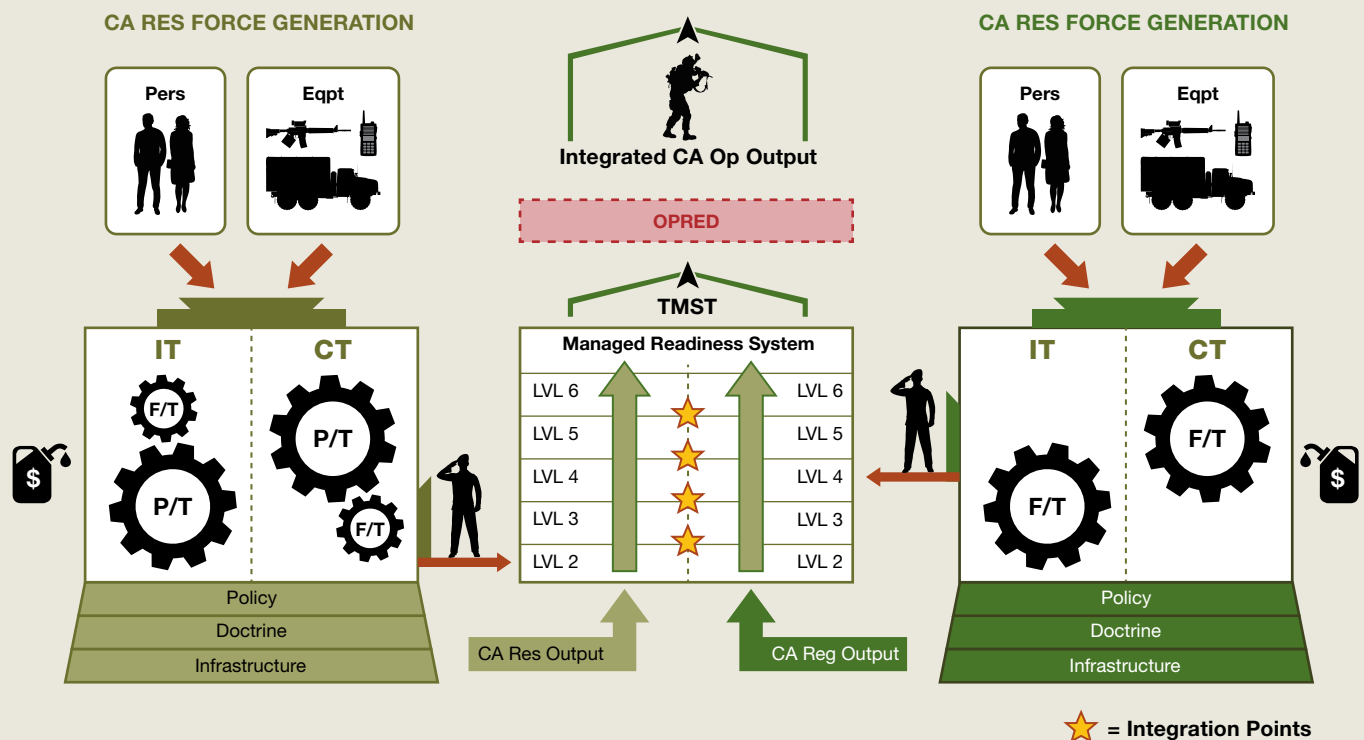 CA RES FORCE GENERATION
Pers
Eqpt
IT
CT
F/T
P/T
P/T
F/T
$
Policy
Doctrine
Infrastructure
Integrated CA Op Output
OPRED
TMST
Managed Readiness System
LVL 6
LVL 6
LVL 5
LVL 5
LVL 4
LVL 4
LVL 3
LVL 3
LVL 2
LVL 2
CA Res Output
CA Reg Output
CA RES FORCE GENERATION
Pers
Eqpt
IT
CT
F/T
F/T
$
Policy
Doctrine
Infrastructure
= Integration Points